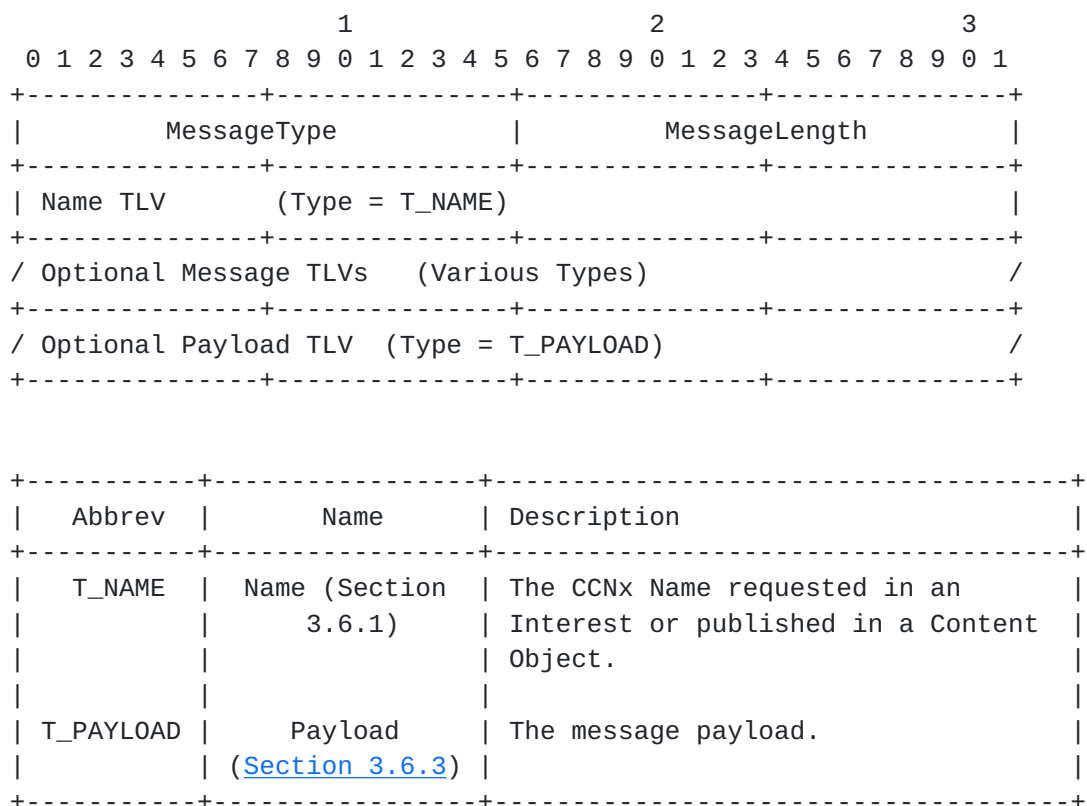 1                   2                   3
 0 1 2 3 4 5 6 7 8 9 0 1 2 3 4 5 6 7 8 9 0 1 2 3 4 5 6 7 8 9 0 1
+---------------+---------------+---------------+---------------+
|         MessageType           |         MessageLength         |
+---------------+---------------+---------------+---------------+
| Name TLV       (Type = T_NAME)                                |
+---------------+---------------+---------------+---------------+
/ Optional Message TLVs   (Various Types)                       /
+---------------+---------------+---------------+---------------+
/ Optional Payload TLV  (Type = T_PAYLOAD)                      /
+---------------+---------------+---------------+---------------+

+-----------+-----------------+-------------------------------------+
|   Abbrev  |       Name      | Description                         |
+-----------+-----------------+-------------------------------------+
|   T_NAME  |  Name (Section  | The CCNx Name requested in an       |
|           |      3.6.1)     | Interest or published in a Content  |
|           |                 | Object.                             |
|           |                 |                                     |
| T_PAYLOAD |     Payload     | The message payload.                |
|           | (Section 3.6.3) |                                     |
+-----------+-----------------+-------------------------------------+